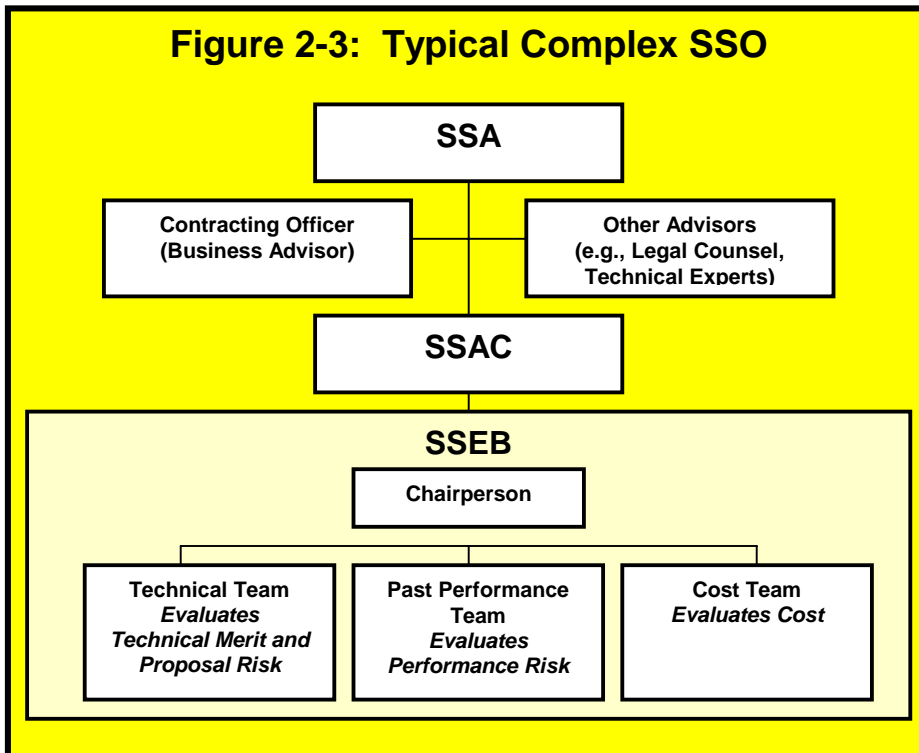 Figure 2-3: Typical Complex SSO
SSA
Contracting Officer
(Business Advisor)
Other Advisors
(e.g., Legal Counsel,
Technical Experts)
SSAC
SSEB
Chairperson
Technical Team
Evaluates
Technical Merit and
Proposal Risk
Past Performance
Team
Evaluates
Performance Risk
Cost Team
Evaluates Cost